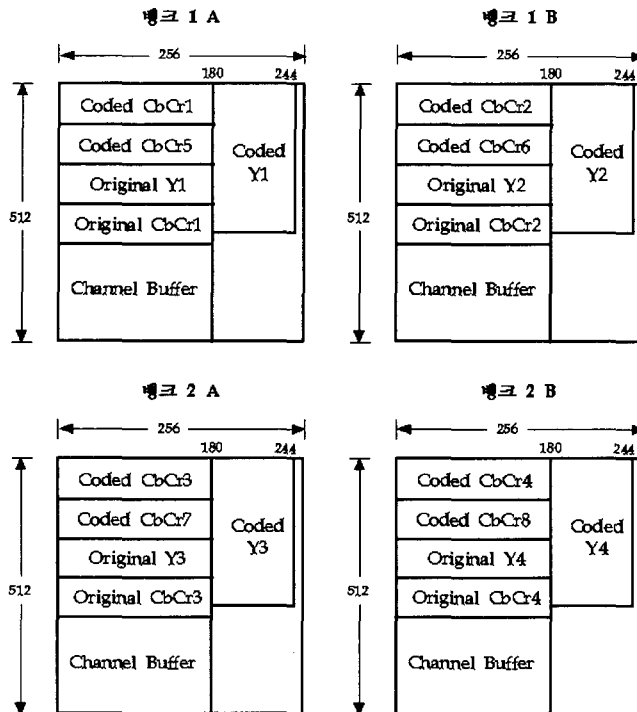 뱅크 1 A
256
180
244
512
Coded CbCr1
Coded CbCr5
Original Y1
Original CbCr1
Channel Buffer
Coded
Y1
뱅크 1 B
256
180
244
512
Coded CbCr2
Coded CbCr6
Original Y2
Original CbCr2
Channel Buffer
Coded
Y2
뱅크 2 A
256
180
244
512
Coded CbCr3
Coded CbCr7
Original Y3
Original CbCr3
Channel Buffer
Coded
Y3
뱅크 2 B
256
180
244
512
Coded CbCr4
Coded CbCr8
Original Y4
Original CbCr4
Channel Buffer
Coded
Y4